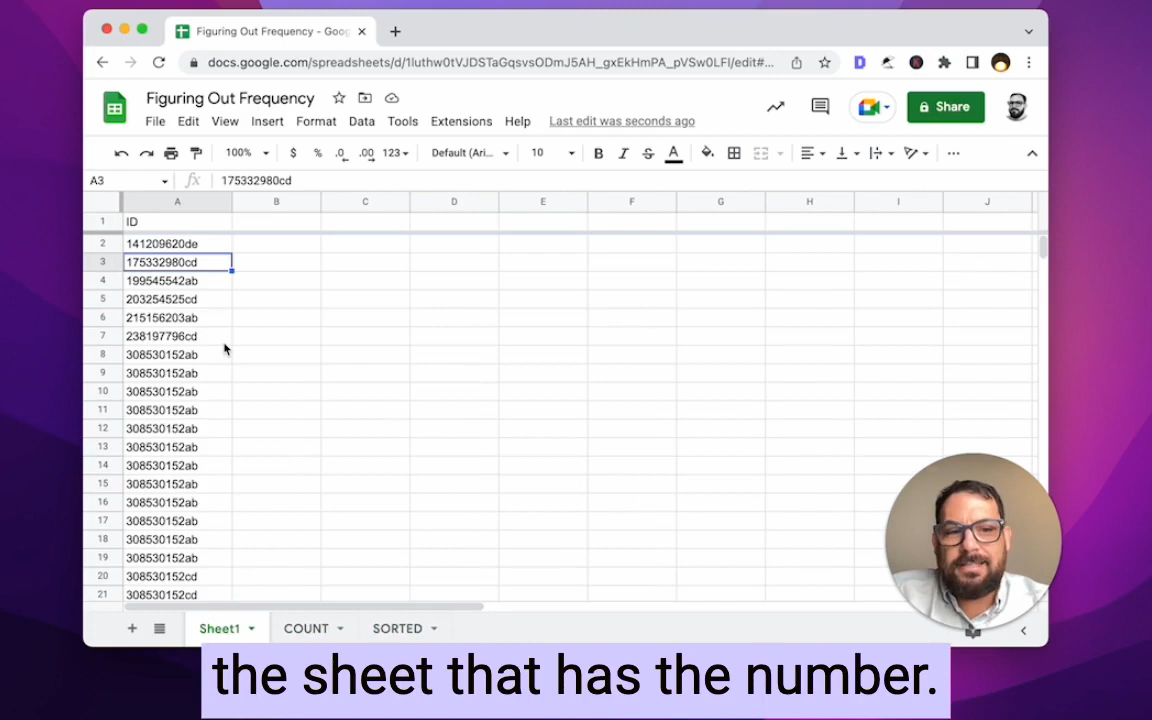 Figuring Out Frequency - Goog
docs.google.com/spreadsheets/d/1luthw0tVJDSTaGqsvsODmJ5AH_gxEkHmPA_pVSw0LFI/edit#...
Figuring Out Frequency
File Edit View Insert Format Data Tools Extensions Help Last edit was seconds ago
Share
100% $ % .0 .00 123 Default (Ari... 10 B I S A
A3 fx 175332980cd
A B C D E F G H I J
1 ID
2 141209620de
3 175332980cd
4 199545542ab
5 203254525cd
6 215156203ab
7 238197796cd
8 308530152ab
9 308530152ab
10 308530152ab
11 308530152ab
12 308530152ab
13 308530152ab
14 308530152ab
15 308530152ab
16 308530152ab
17 308530152ab
18 308530152ab
19 308530152ab
20 308530152cd
21 308530152cd
Sheet1 COUNT SORTED
the sheet that has the number.